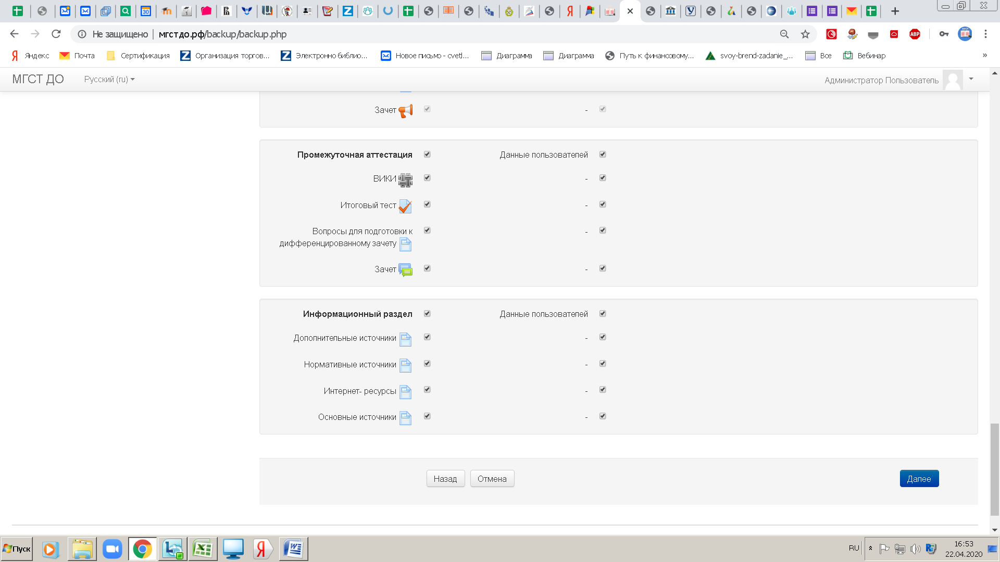 Не защищено | мгстдо.рф/backup/backup.php
Яндекс Почта Сертификация Организация торгов... Электронно библио... Новое письмо - cvetl... Диаграмма Диаграмма Путь к финансовому... svoy-brend-zadanie_... Все Вебинар »
МГСТ ДО Русский (ru) Администратор Пользователь
Зачет -
Промежуточная аттестация Данные пользователей
ВИКИ -
Итоговый тест -
Вопросы для подготовки к -
дифференцированному зачету
Зачет -
Информационный раздел Данные пользователей
Дополнительные источники -
Нормативные источники -
Интернет- ресурсы -
Основные источники -
Назад Отмена Далее
Пуск RU 16:53
22.04.2020